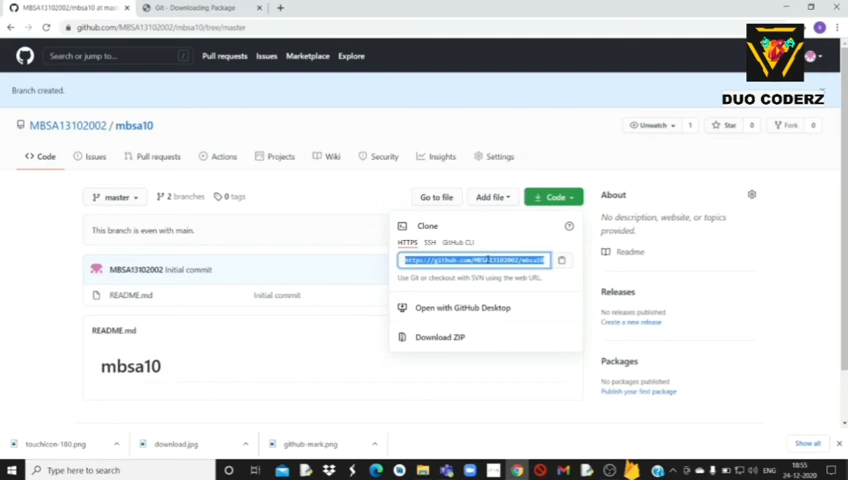 MBSA13102002/mbsa10 at mast
Git - Downloading Package
github.com/MBSA13102002/mbsa10/tree/master
Search or jump to...
/
Pull requests
Issues
Marketplace
Explore
DUO CODERZ
Branch created.
MBSA13102002 / mbsa10
Unwatch
1
Star
0
Fork
0
Code
Issues
Pull requests
Actions
Projects
Wiki
Security
Insights
Settings
master
2 branches
0 tags
Go to file
Add file
Code
About
No description, website, or topics
provided.
Readme
This branch is even with main.
Clone
HTTPS
SSH
GitHub CLI
https://github.com/MBSA13102002/mbsa10
Use Git or checkout with SVN using the web URL.
Open with GitHub Desktop
Download ZIP
MBSA13102002 Initial commit
README.md
Initial commit
README.md
mbsa10
Releases
No releases published
Create a new release
Packages
No packages published
Publish your first package
touchicon-180.png
download.jpg
github-mark.png
Show all
Type here to search
ENG
18:55
24-12-2020